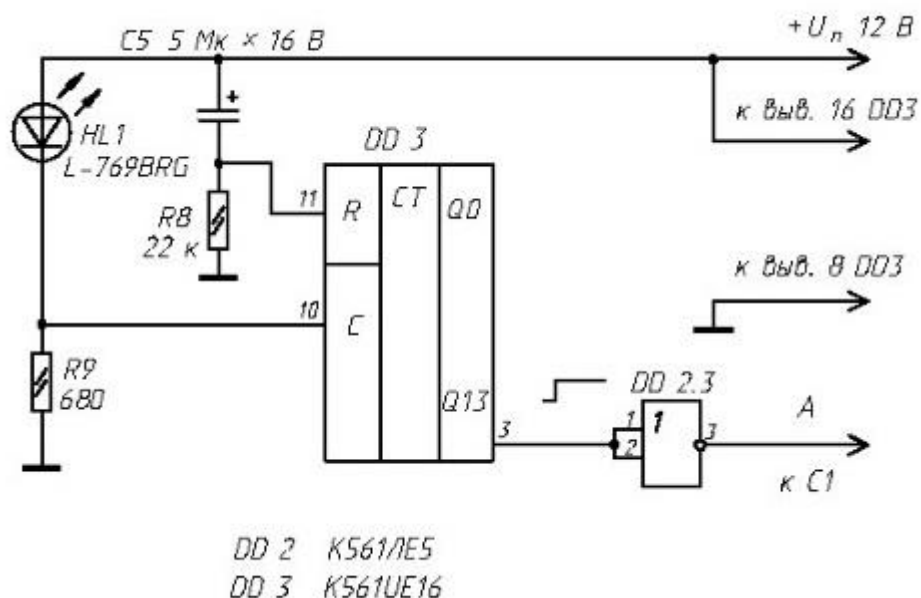 C5 5 Мк × 16 В
+Uп 12 В
к выв. 16 DD3
HL1
L-769BRG
DD 3
11
R
CT
Q0
R8
22 к
к выв. 8 DD3
10
C
R9
680
Q13
3
DD 2.3
1
2
1
3
A
к C1
DD 2 К561ЛЕ5
DD 3 К561ИЕ16